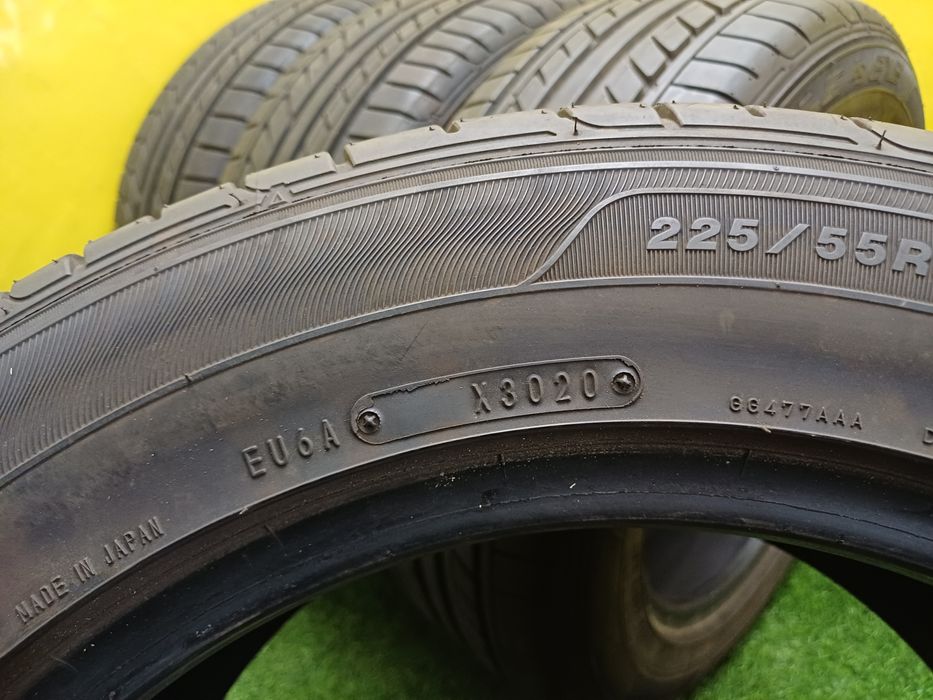 225/55R
EU6A X3020
GG477AAA
MADE IN JAPAN